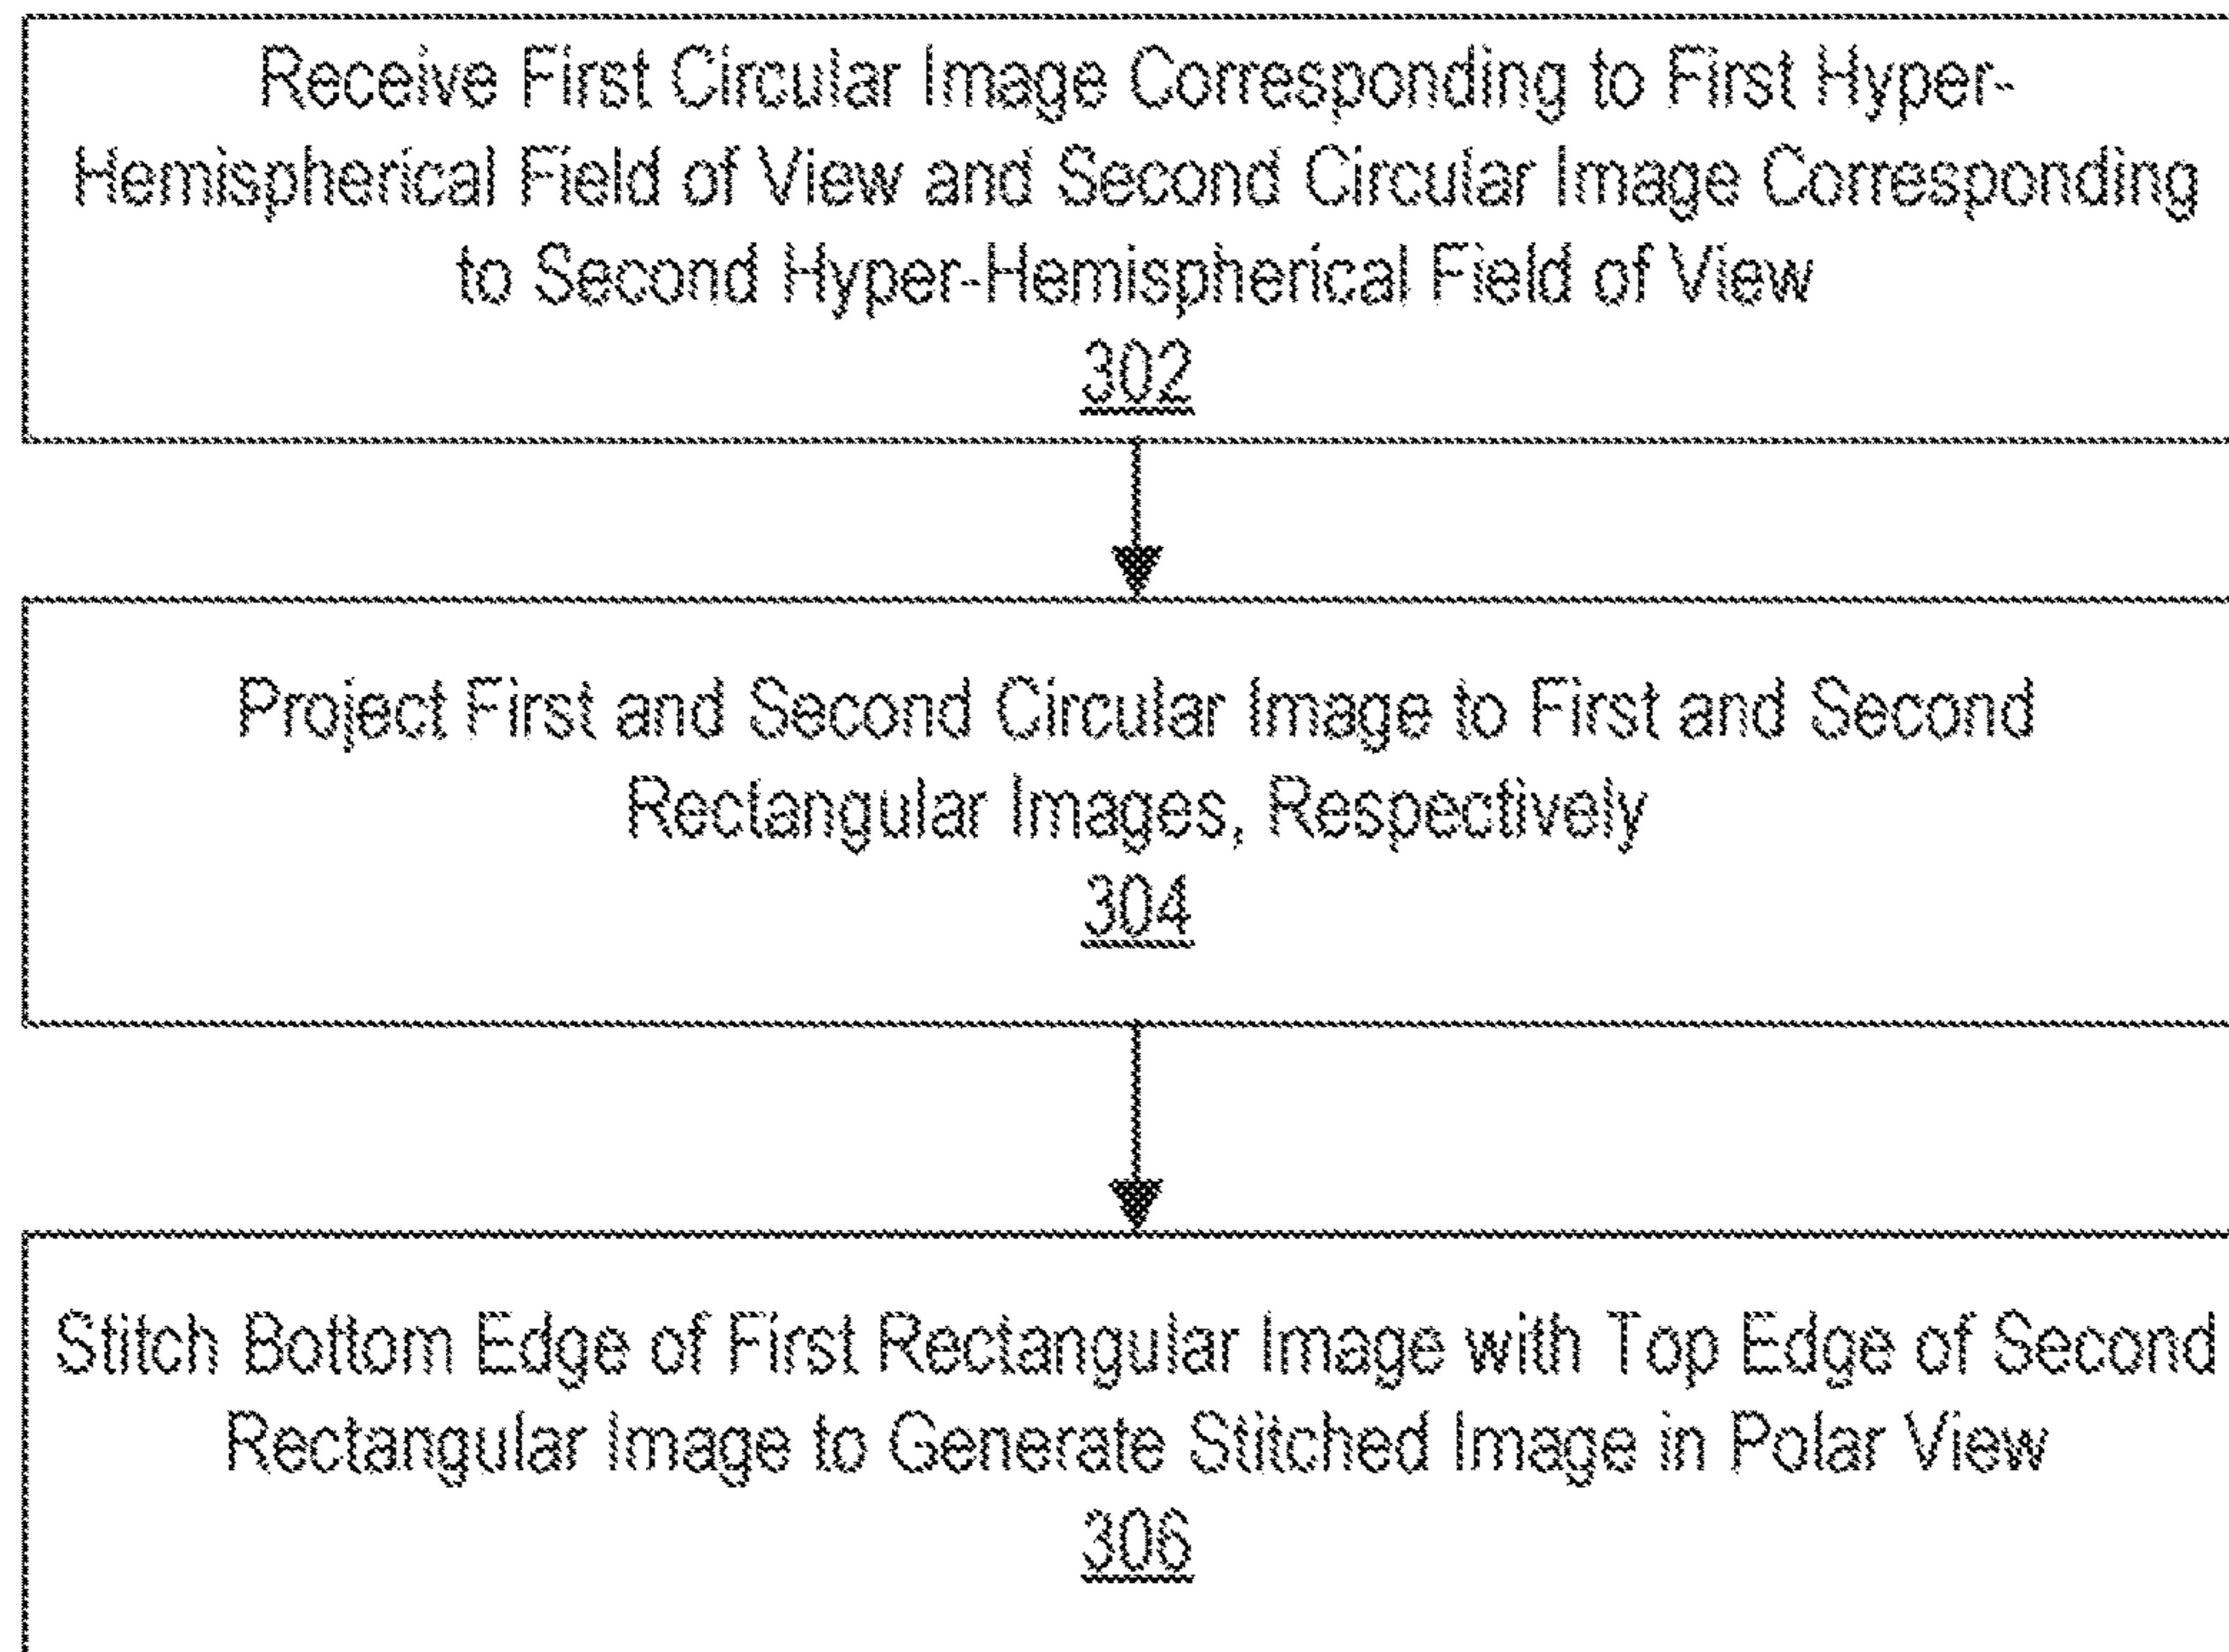 Receive First Circular Image Corresponding to First Hyper-
Hemispherical Field of View and Second Circular Image Corresponding
to Second Hyper-Hemispherical Field of View
302
Project First and Second Circular Image to First and Second
Rectangular Images, Respectively
304
Stitch Bottom Edge of First Rectangular Image with Top Edge of Second
Rectangular Image to Generate Stitched Image in Polar View
306